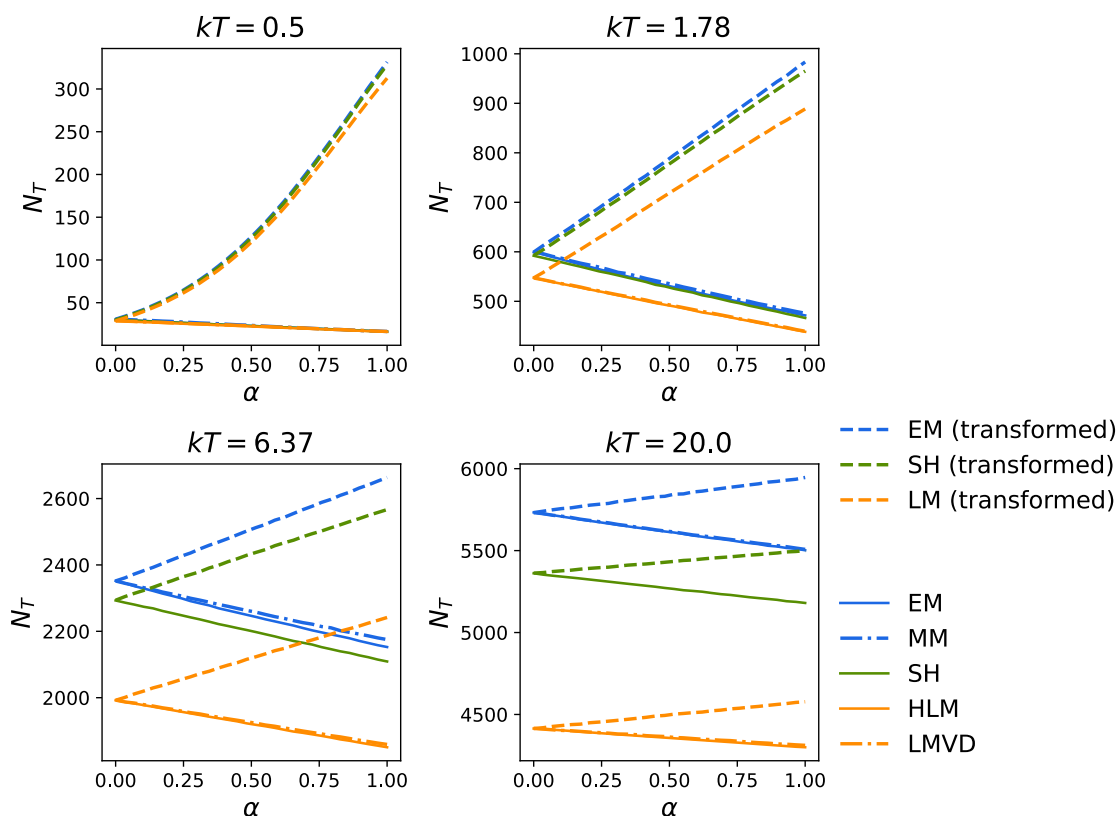 kT = 0.5
300
250
200
150
100
50
N_T
0.00 0.25 0.50 0.75 1.00
α
kT = 1.78
1000
900
800
700
600
500
N_T
0.00 0.25 0.50 0.75 1.00
α
kT = 6.37
2600
2400
2200
2000
N_T
0.00 0.25 0.50 0.75 1.00
α
kT = 20.0
6000
5500
5000
4500
N_T
0.00 0.25 0.50 0.75 1.00
α
EM (transformed)
SH (transformed)
LM (transformed)
EM
MM
SH
HLM
LMVD